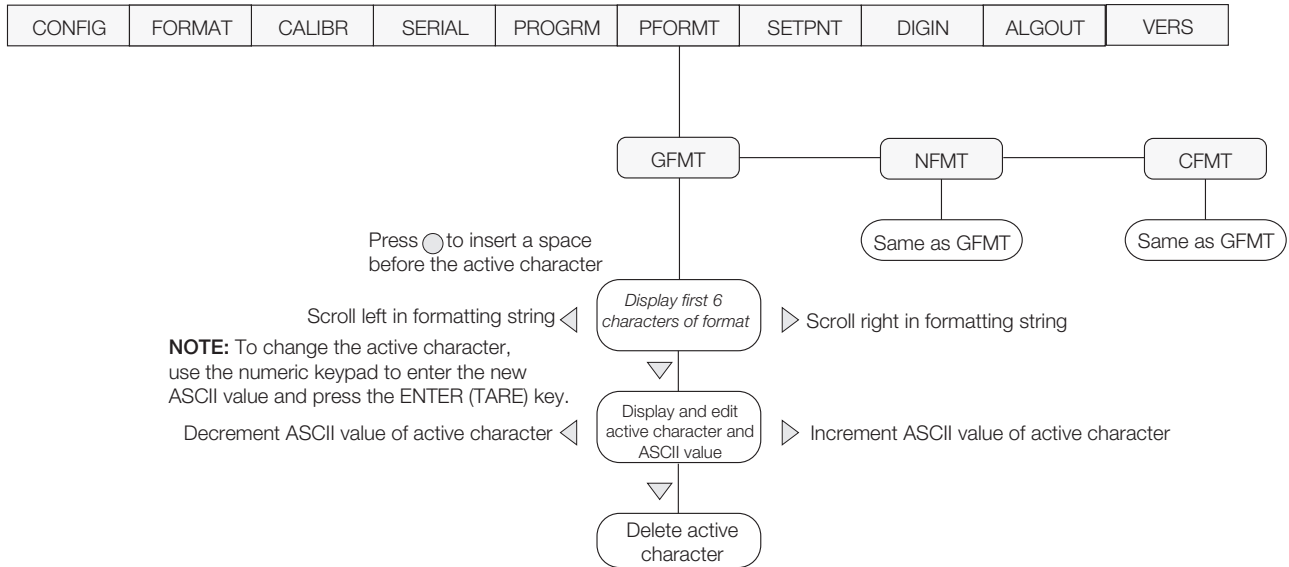 CONFIG FORMAT CALIBR SERIAL PROGRM PFORMT SETPNT DIGIN ALGOUT VERS
GFMT NFMT CFMT
Same as GFMT Same as GFMT
Press to insert a space
before the active character
Display first 6
characters of format
Scroll left in formatting string
Scroll right in formatting string
NOTE: To change the active character,
use the numeric keypad to enter the new
ASCII value and press the ENTER (TARE) key.
Display and edit
active character and
ASCII value
Decrement ASCII value of active character
Increment ASCII value of active character
Delete active
character